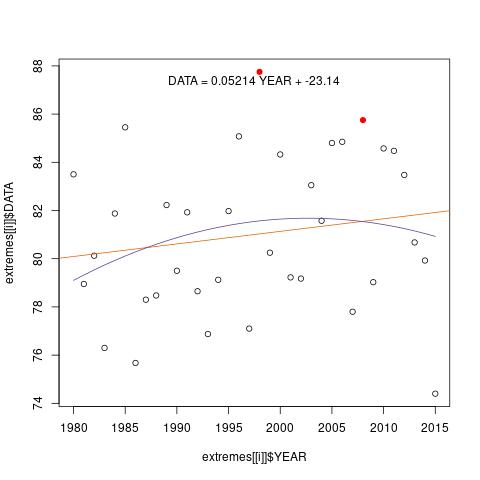 DATA = 0.05214 YEAR + -23.14
88
86
84
82
80
78
76
74
extremes[[i]]$DATA
1980 1985 1990 1995 2000 2005 2010 2015
extremes[[i]]$YEAR